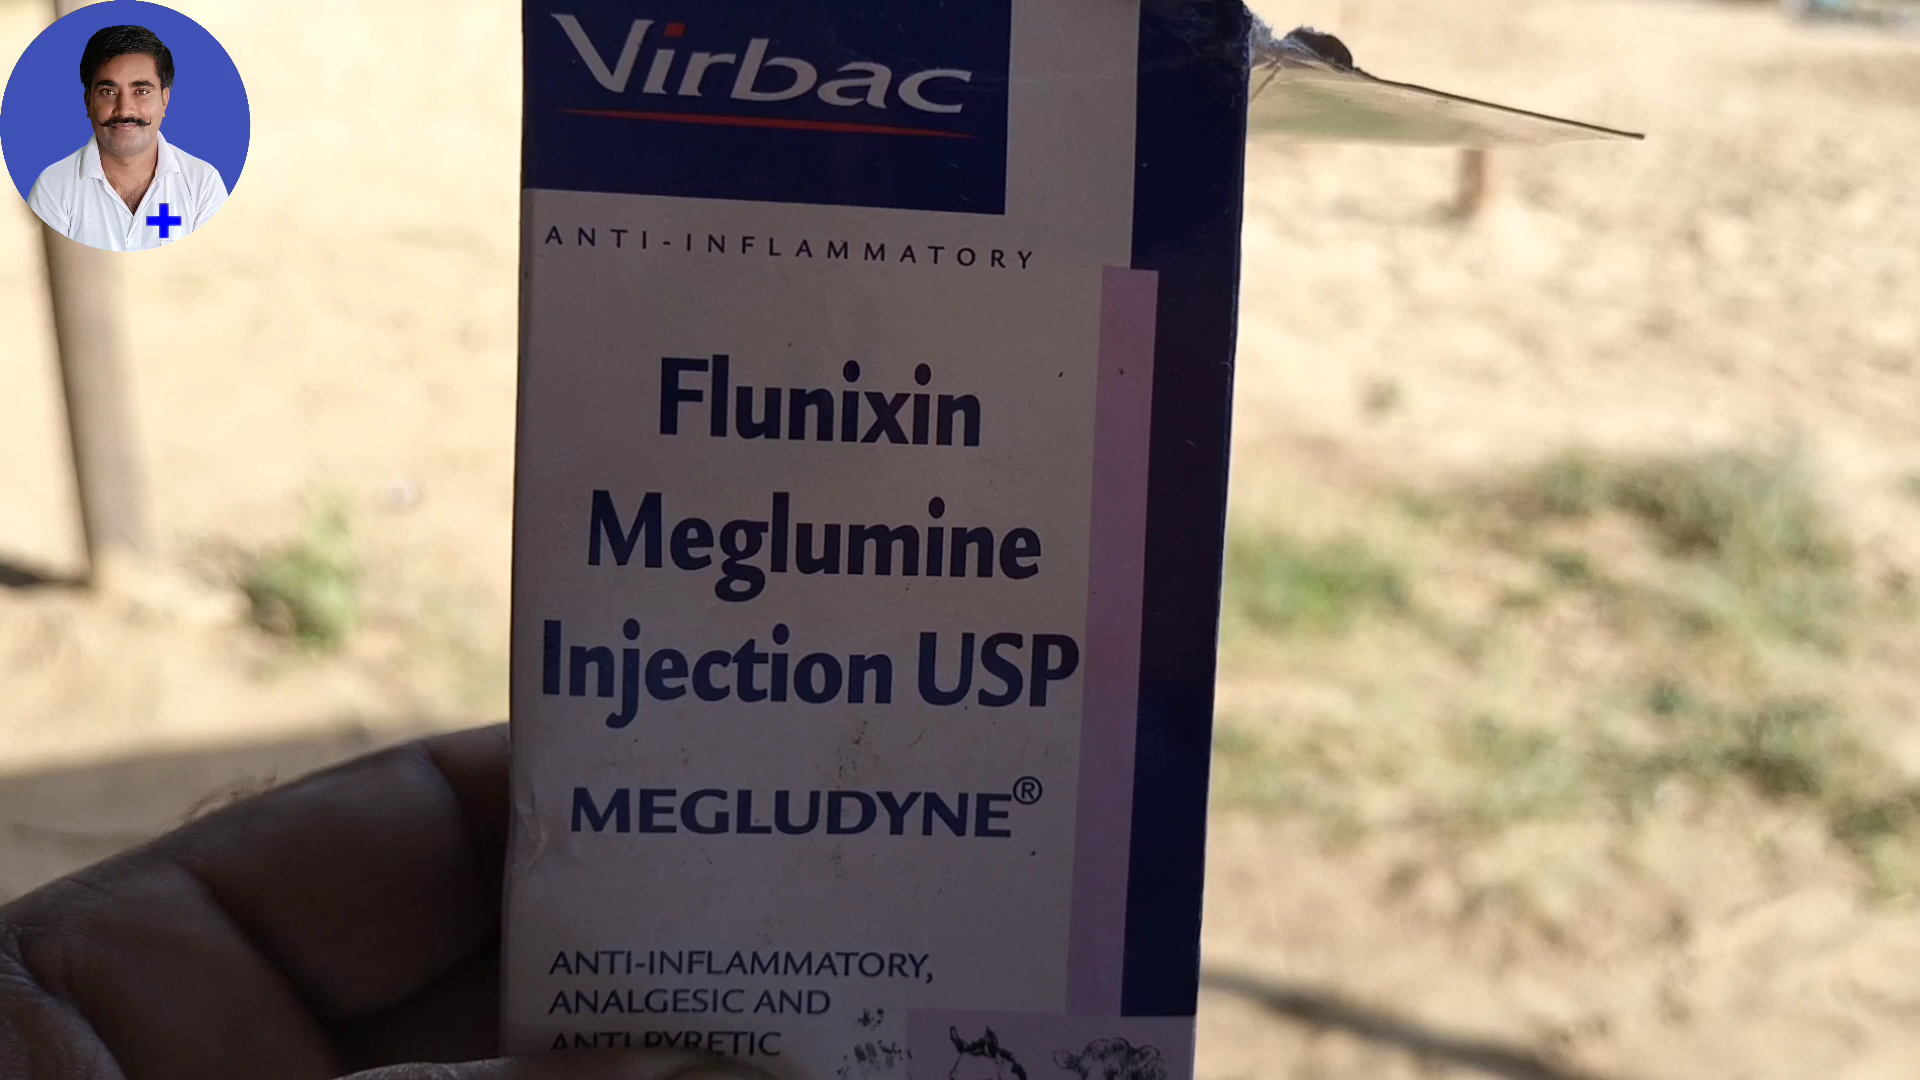 Virbac
ANTI-INFLAMMATORY
Flunixin
Meglumine
Injection USP
MEGLUDYNE®
ANTI-INFLAMMATORY,
ANALGESIC AND
ANTI PYRETIC